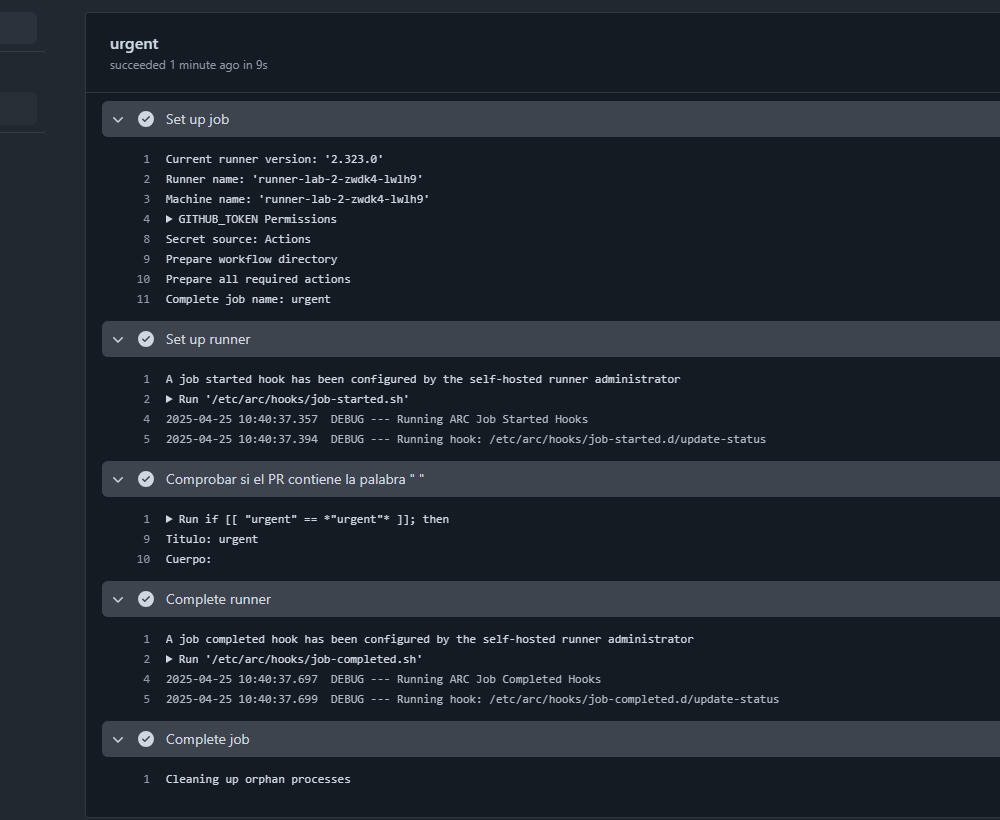 urgent
succeeded 1 minute ago in 9s
Set up job
1 Current runner version: '2.323.0'
2 Runner name: 'runner-lab-2-zwdk4-lwlh9'
3 Machine name: 'runner-lab-2-zwdk4-lwlh9'
4 GITHUB_TOKEN Permissions
8 Secret source: Actions
9 Prepare workflow directory
10 Prepare all required actions
11 Complete job name: urgent
Set up runner
1 A job started hook has been configured by the self-hosted runner administrator
2 Run '/etc/arc/hooks/job-started.sh'
4 2025-04-25 10:40:37.357 DEBUG --- Running ARC Job Started Hooks
5 2025-04-25 10:40:37.394 DEBUG --- Running hook: /etc/arc/hooks/job-started.d/update-status
Comprobar si el PR contiene la palabra " "
1 Run if [[ "urgent" == *"urgent"* ]]; then
9 Titulo: urgent
10 Cuerpo:
Complete runner
1 A job completed hook has been configured by the self-hosted runner administrator
2 Run '/etc/arc/hooks/job-completed.sh'
4 2025-04-25 10:40:37.697 DEBUG --- Running ARC Job Completed Hooks
5 2025-04-25 10:40:37.699 DEBUG --- Running hook: /etc/arc/hooks/job-completed.d/update-status
Complete job
1 Cleaning up orphan processes